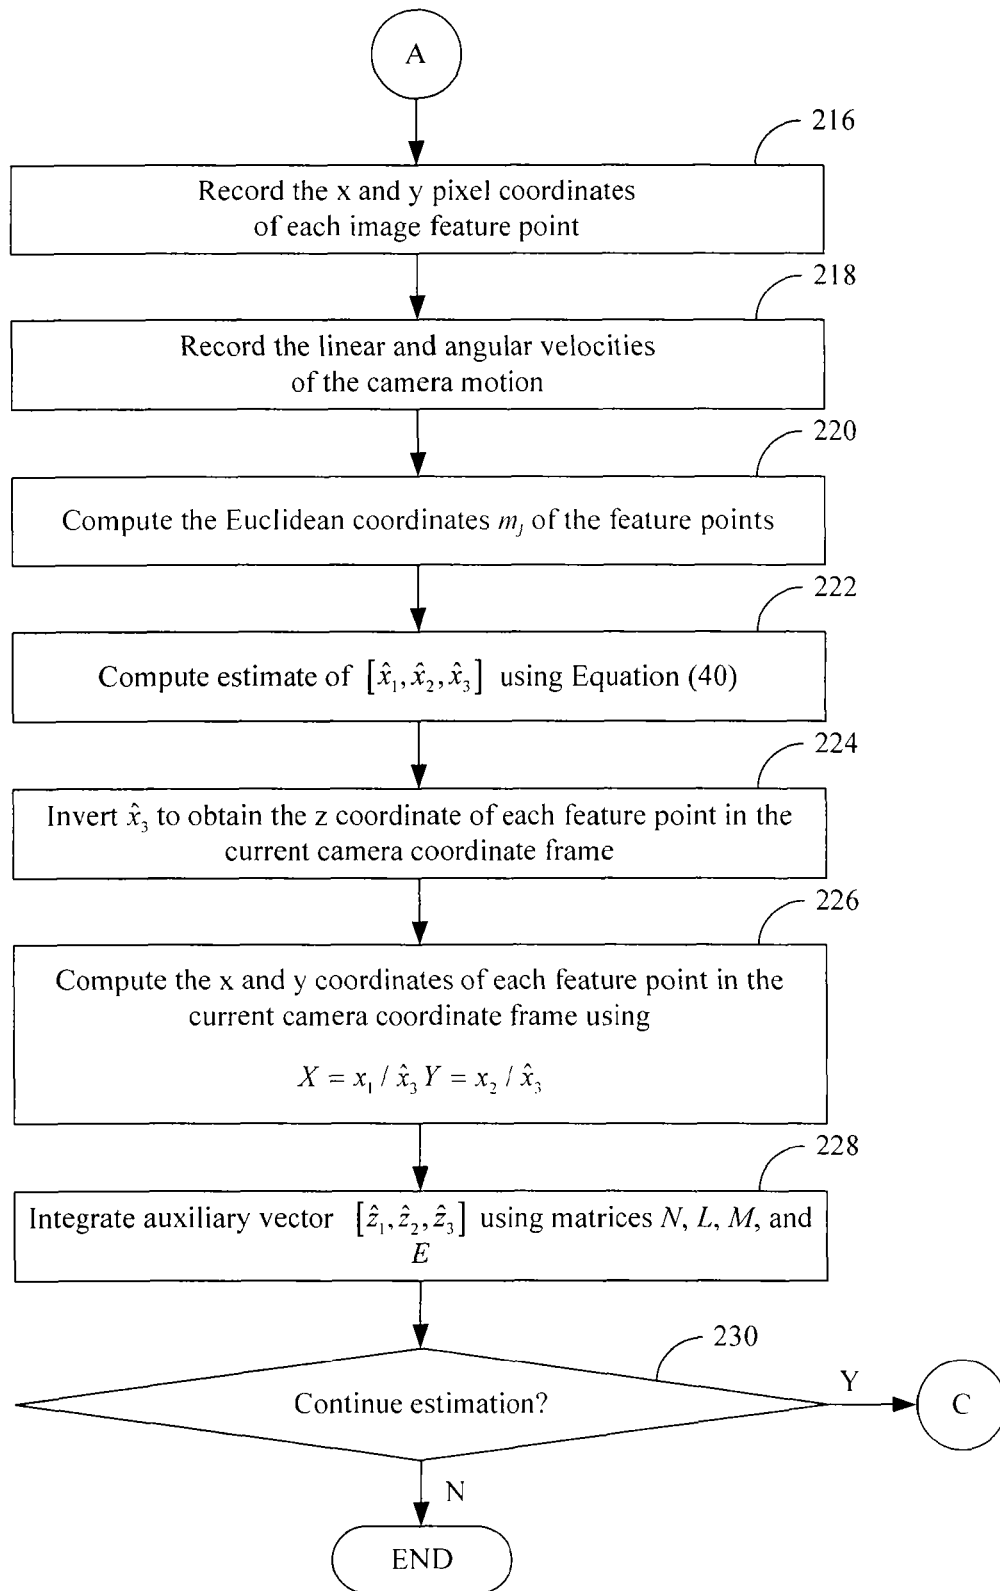 A
216
Record the x and y pixel coordinates
of each image feature point
218
Record the linear and angular velocities
of the camera motion
220
Compute the Euclidean coordinates m_j of the feature points
222
Compute estimate of [x̂₁, x̂₂, x̂₃] using Equation (40)
224
Invert x̂₃ to obtain the z coordinate of each feature point in the
current camera coordinate frame
226
Compute the x and y coordinates of each feature point in the
current camera coordinate frame using
X = x₁ / x̂₃ Y = x₂ / x̂₃
228
Integrate auxiliary vector [ẑ₁, ẑ₂, ẑ₃] using matrices N, L, M, and
E
230
Continue estimation?
Y
C
N
END